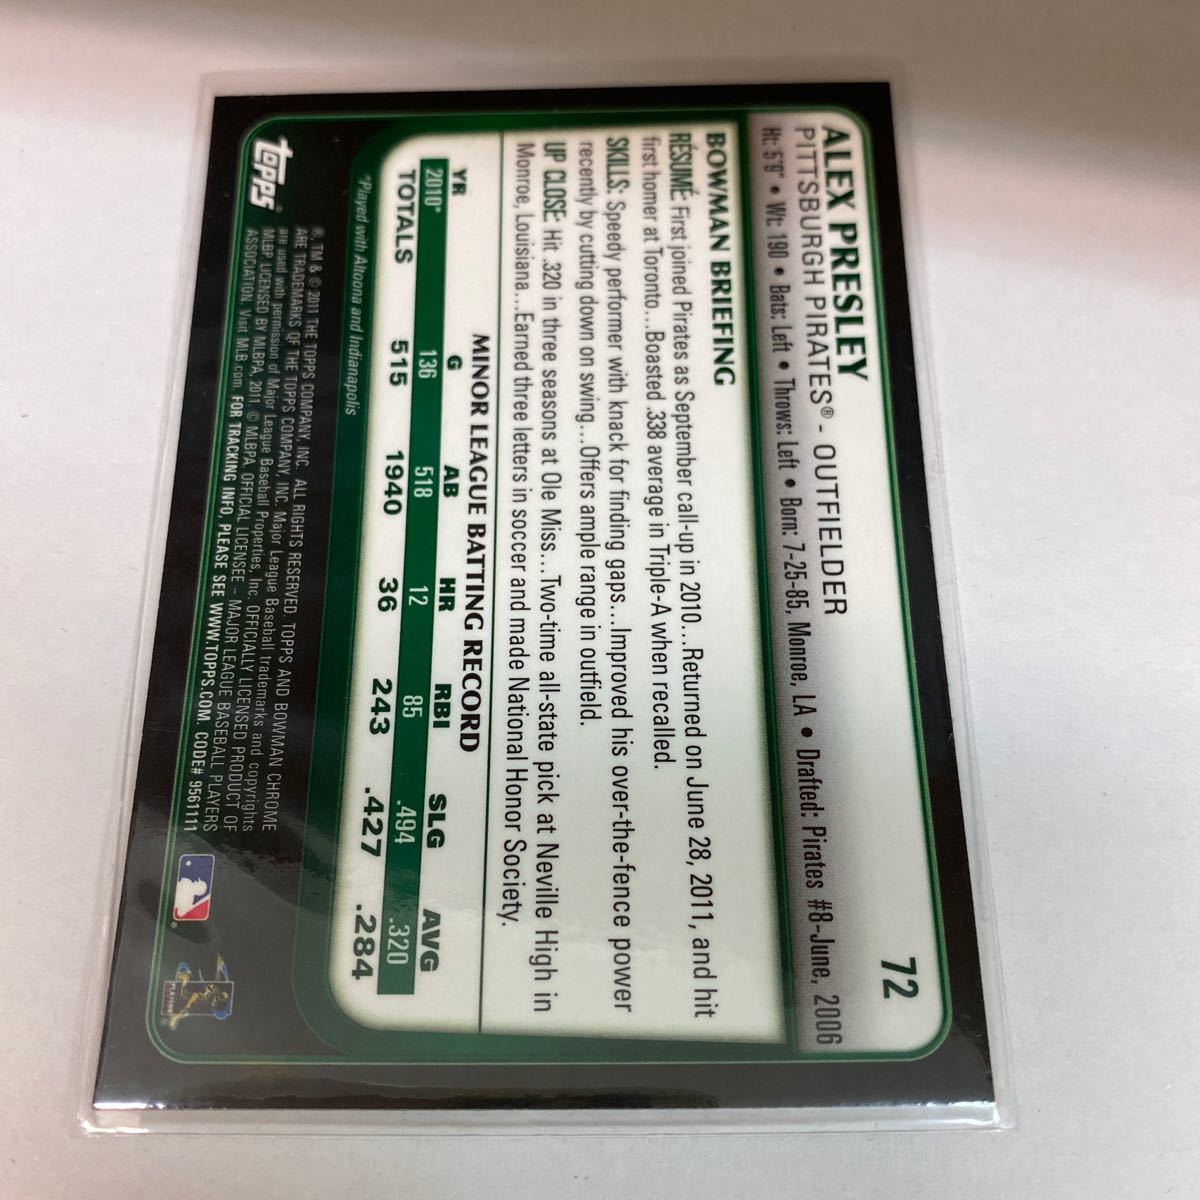 72
ALEX PRESLEY
PITTSBURGH PIRATES® - OUTFIELDER
Ht: 5'9" • Wt: 190 • Bats: Left • Throws: Left • Born: 7-25-85, Monroe, LA • Drafted: Pirates #8-June, 2006
BOWMAN BRIEFING
RÉSUMÉ: First joined Pirates as September call-up in 2010...Returned on June 28, 2011, and hit
first homer at Toronto...Boasted .338 average in Triple-A when recalled.
SKILLS: Speedy performer with knack for finding gaps...Improved his over-the-fence power
recently by cutting down on swing...Offers ample range in outfield.
UP CLOSE: Hit .320 in three seasons at Ole Miss...Two-time all-state pick at Neville High in
Monroe, Louisiana...Earned three letters in soccer and made National Honor Society.
MINOR LEAGUE BATTING RECORD
YR G AB HR RBI SLG AVG
2010* 136 518 12 85 .494 .320
TOTALS 515 1940 36 243 .427 .284
*Played with Altoona and Indianapolis
topps®
®, TM & © 2011 THE TOPPS COMPANY, INC. ALL RIGHTS RESERVED. TOPPS AND BOWMAN CHROME
ARE TRADEMARKS OF THE TOPPS COMPANY, INC. Major League Baseball trademarks and copyrights
are used with permission of Major League Baseball Properties, Inc. OFFICIALLY LICENSED PRODUCT OF
MLBP. LICENSED BY MLBPA, 2011. © MLBPA. OFFICIAL LICENSEE – MAJOR LEAGUE BASEBALL PLAYERS
ASSOCIATION. Visit MLB.com. FOR TRACKING INFO, PLEASE SEE WWW.TOPPS.COM. CODE# 9561111